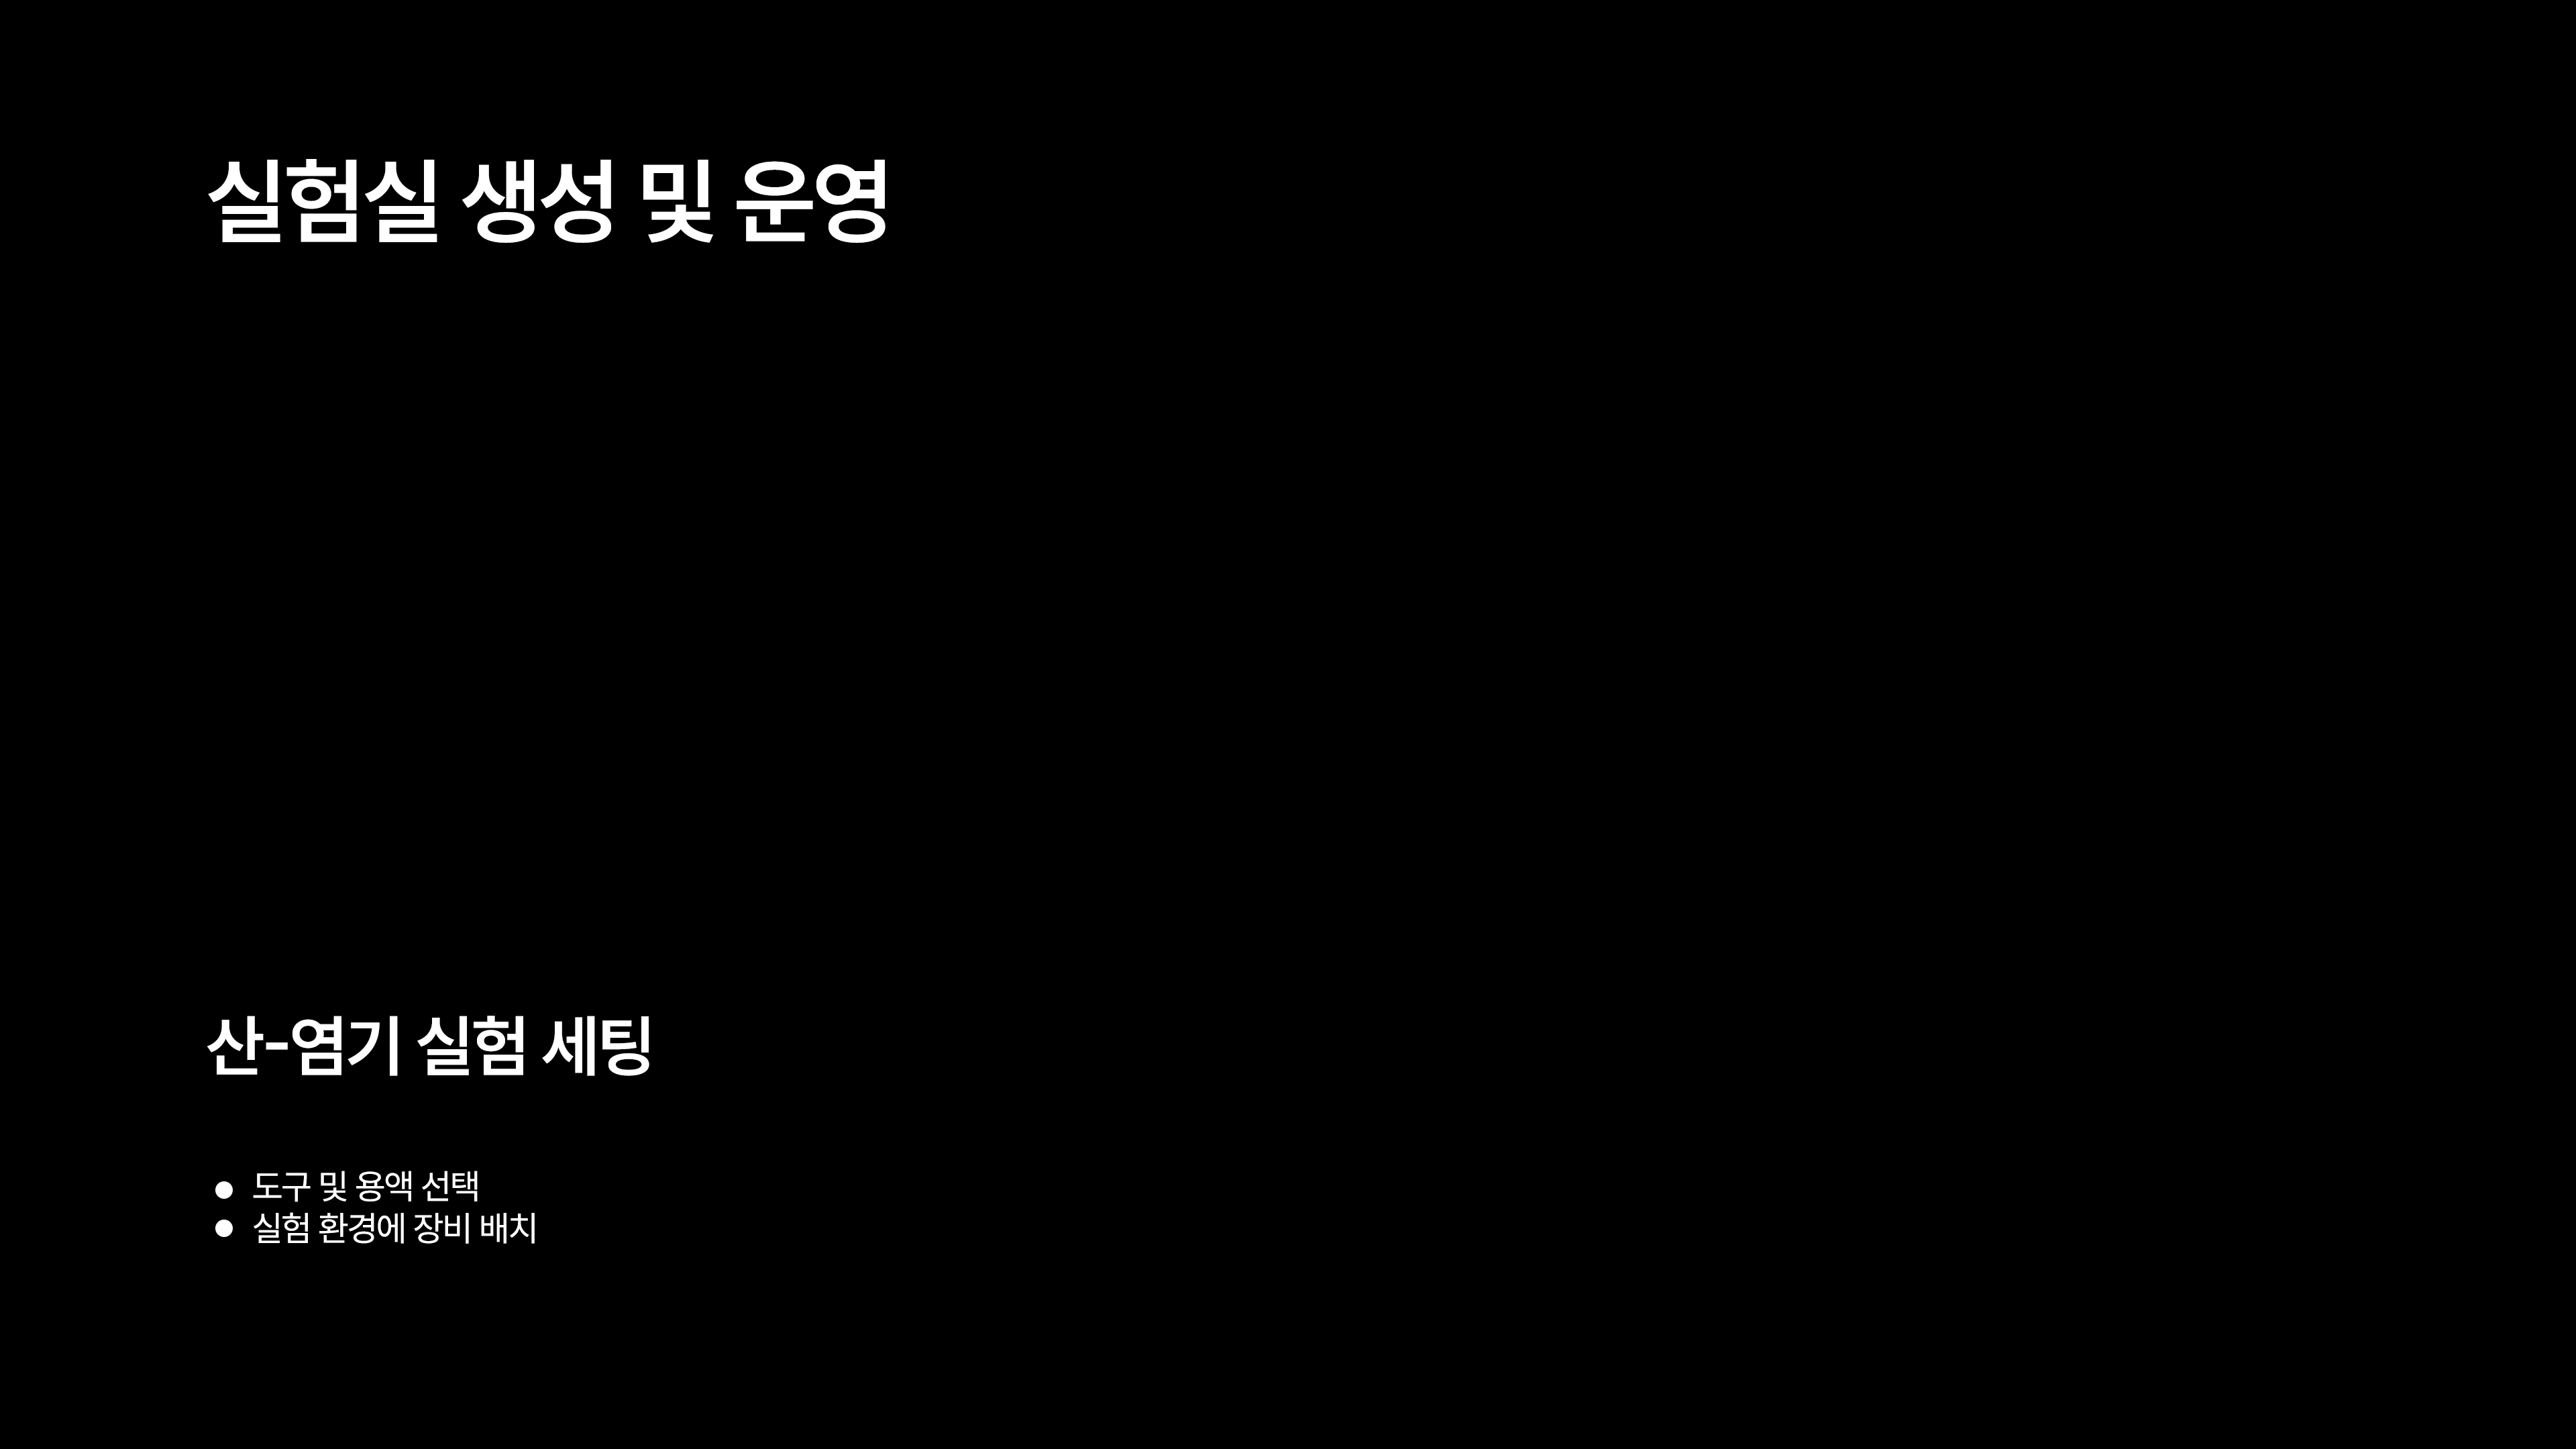 실험실 생성 및 운영
산-염기 실험 세팅
● 도구 및 용액 선택
● 실험 환경에 장비 배치